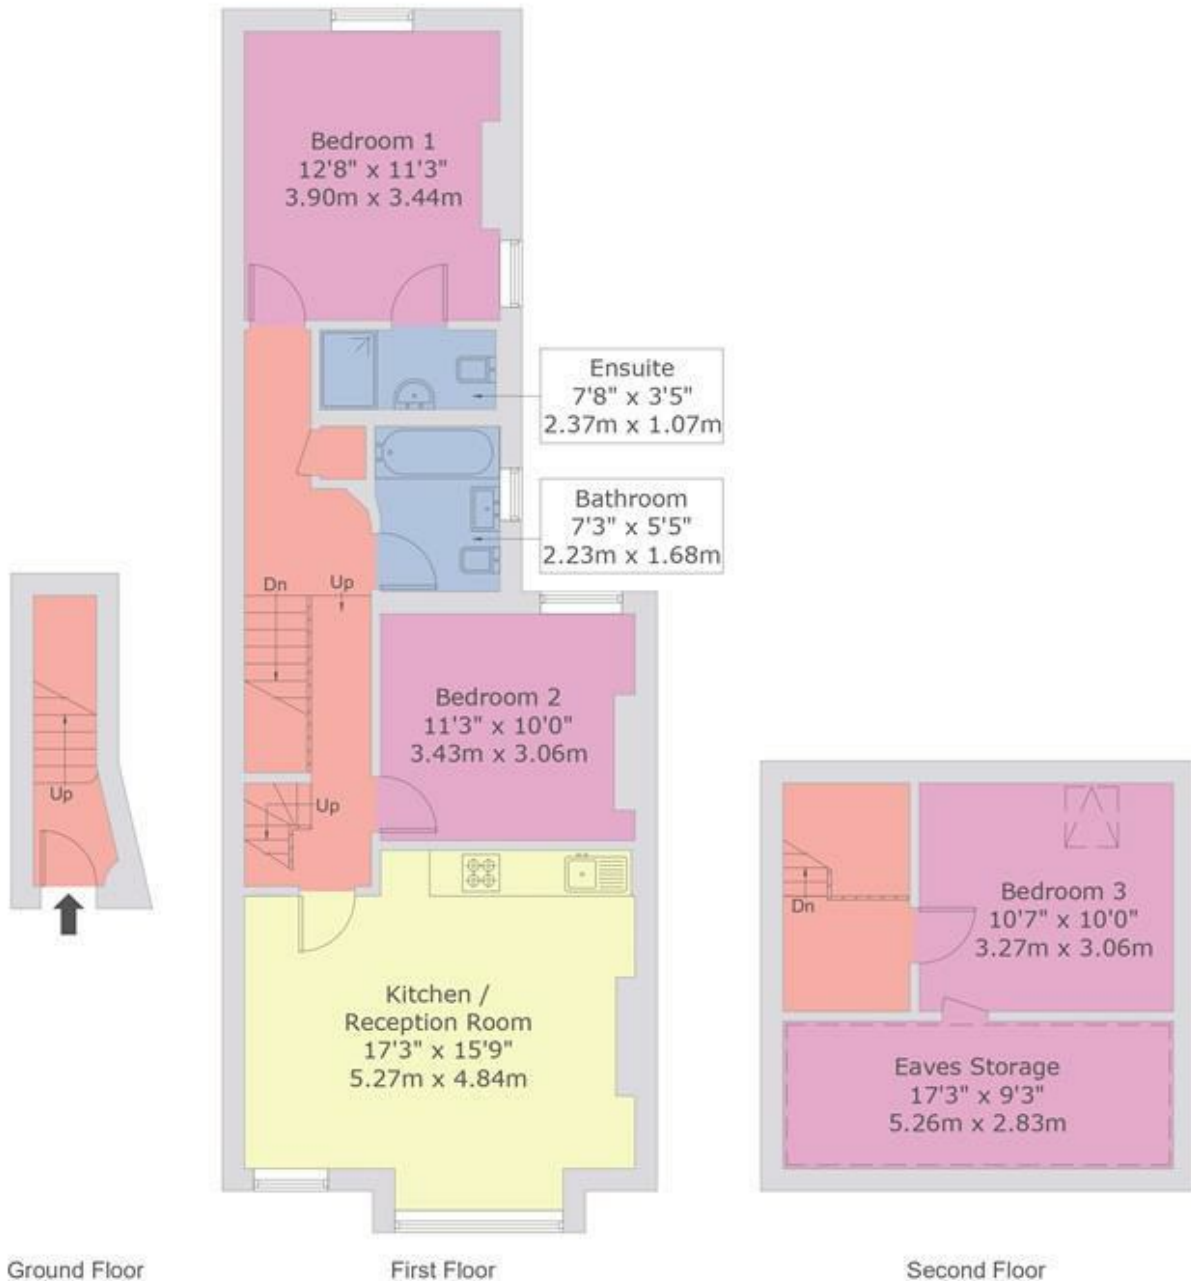 Bedroom 1
12'8" x 11'3"
3.90m x 3.44m
Ensuite
7'8" x 3'5"
2.37m x 1.07m
Bathroom
7'3" x 5'5"
2.23m x 1.68m
Dn
Up
Up
Bedroom 2
11'3" x 10'0"
3.43m x 3.06m
Up
Kitchen /
Reception Room
17'3" x 15'9"
5.27m x 4.84m
Bedroom 3
10'7" x 10'0"
3.27m x 3.06m
Dn
Eaves Storage
17'3" x 9'3"
5.26m x 2.83m
Ground Floor
First Floor
Second Floor